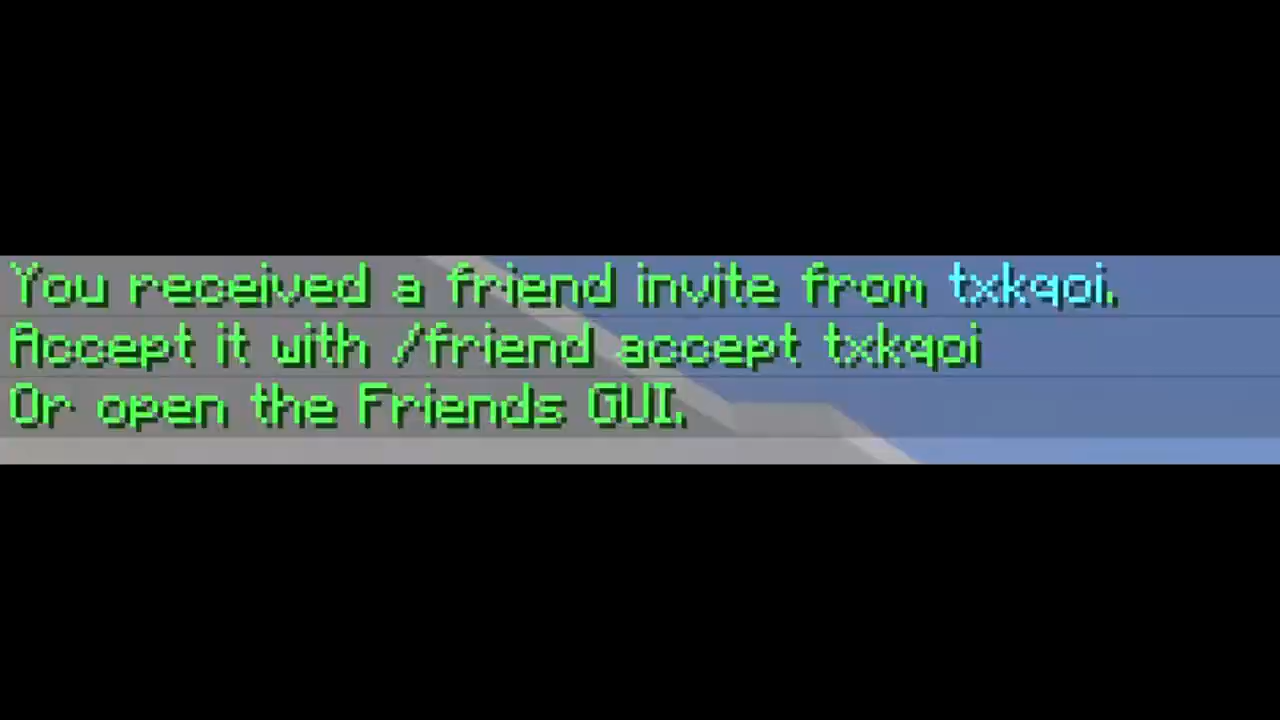 You received a friend invite from txkqoi.
Accept it with /friend accept txkqoi
Or open the Friends GUI.